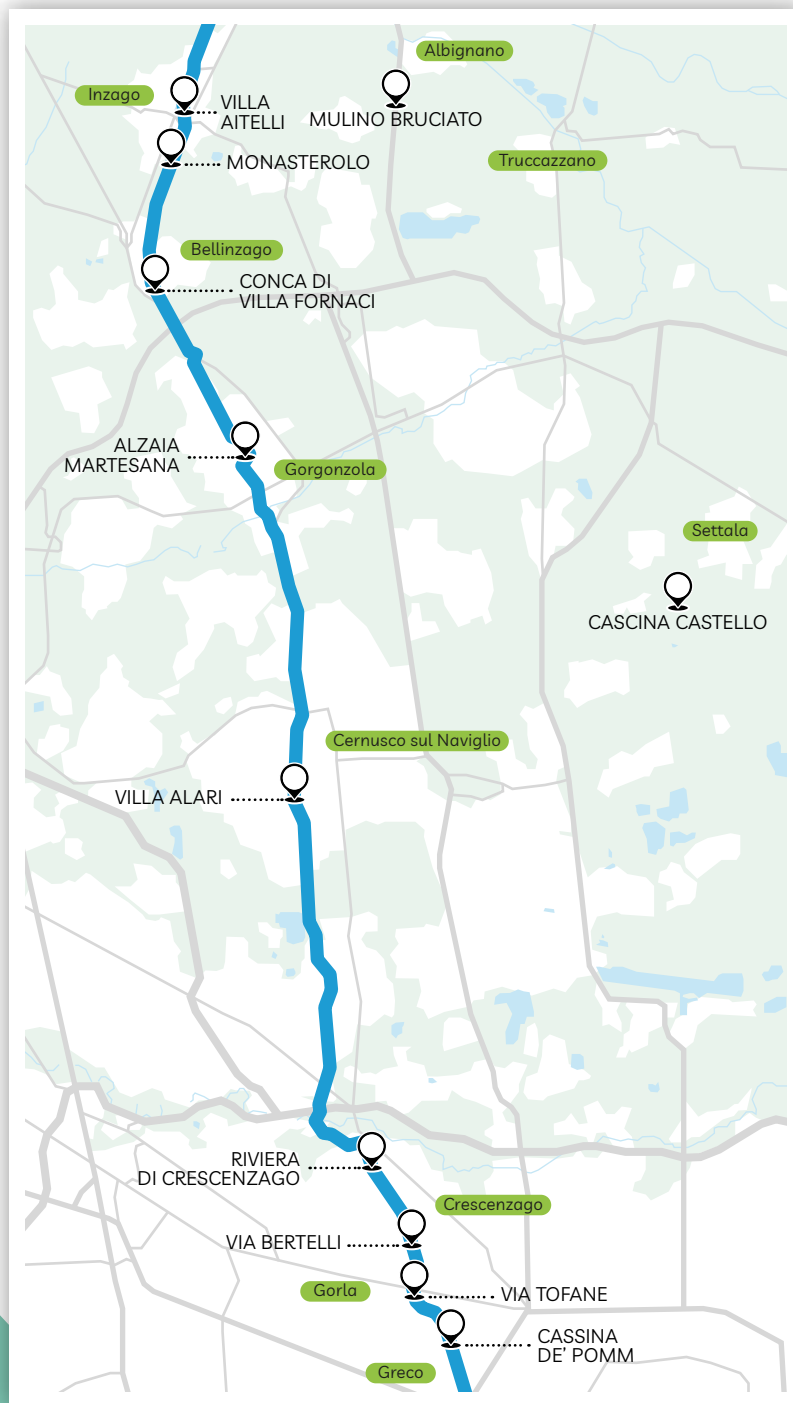 Albignano
Inzago
VILLA
AITELLI
MULINO BRUCIATO
MONASTEROLO
Truccazzano
Bellinzago
CONCA DI
VILLA FORNACI
ALZAIA
MARTESANA
Gorgonzola
Settala
CASCINA CASTELLO
Cernusco sul Naviglio
VILLA ALARI
RIVIERA
DI CRESCENZAGO
Crescenzago
VIA BERTELLI
Gorla
VIA TOFANE
CASSINA
DE' POMM
Greco